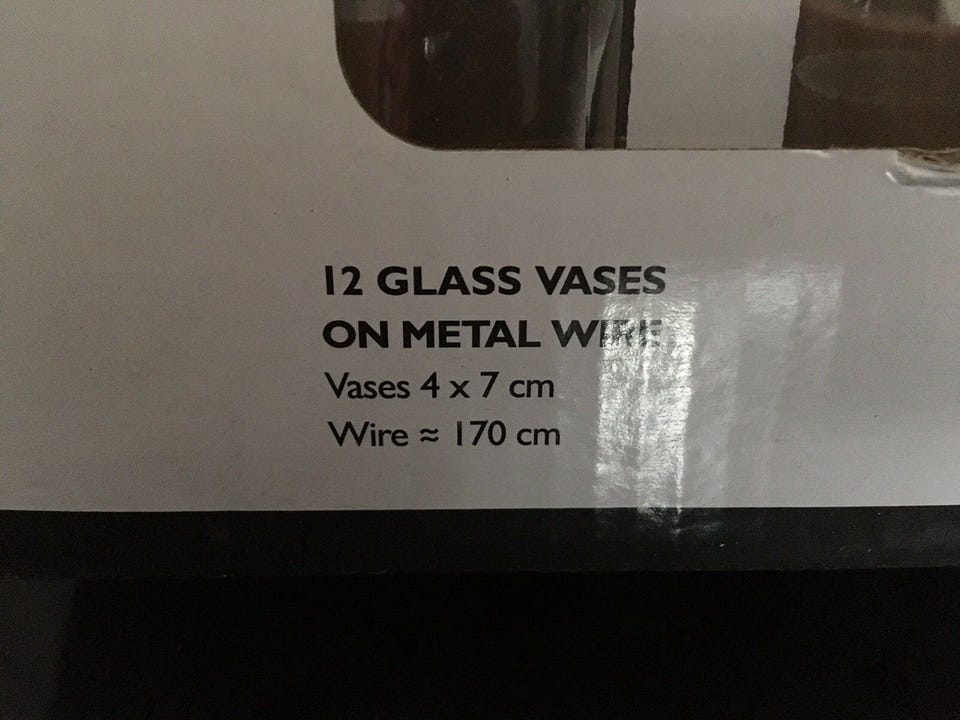 12 GLASS VASES
ON METAL WIRE
Vases 4 x 7 cm
Wire ≈ 170 cm